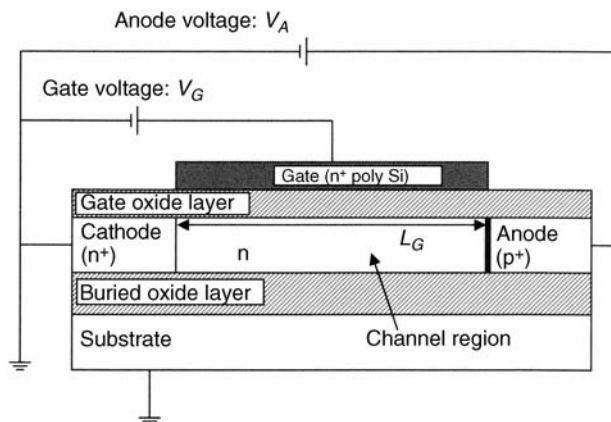 Anode voltage: V_A
Gate voltage: V_G
Gate (n⁺ poly Si)
Gate oxide layer
Cathode
(n⁺)
n
L_G
Anode
(p⁺)
Buried oxide layer
Substrate
Channel region